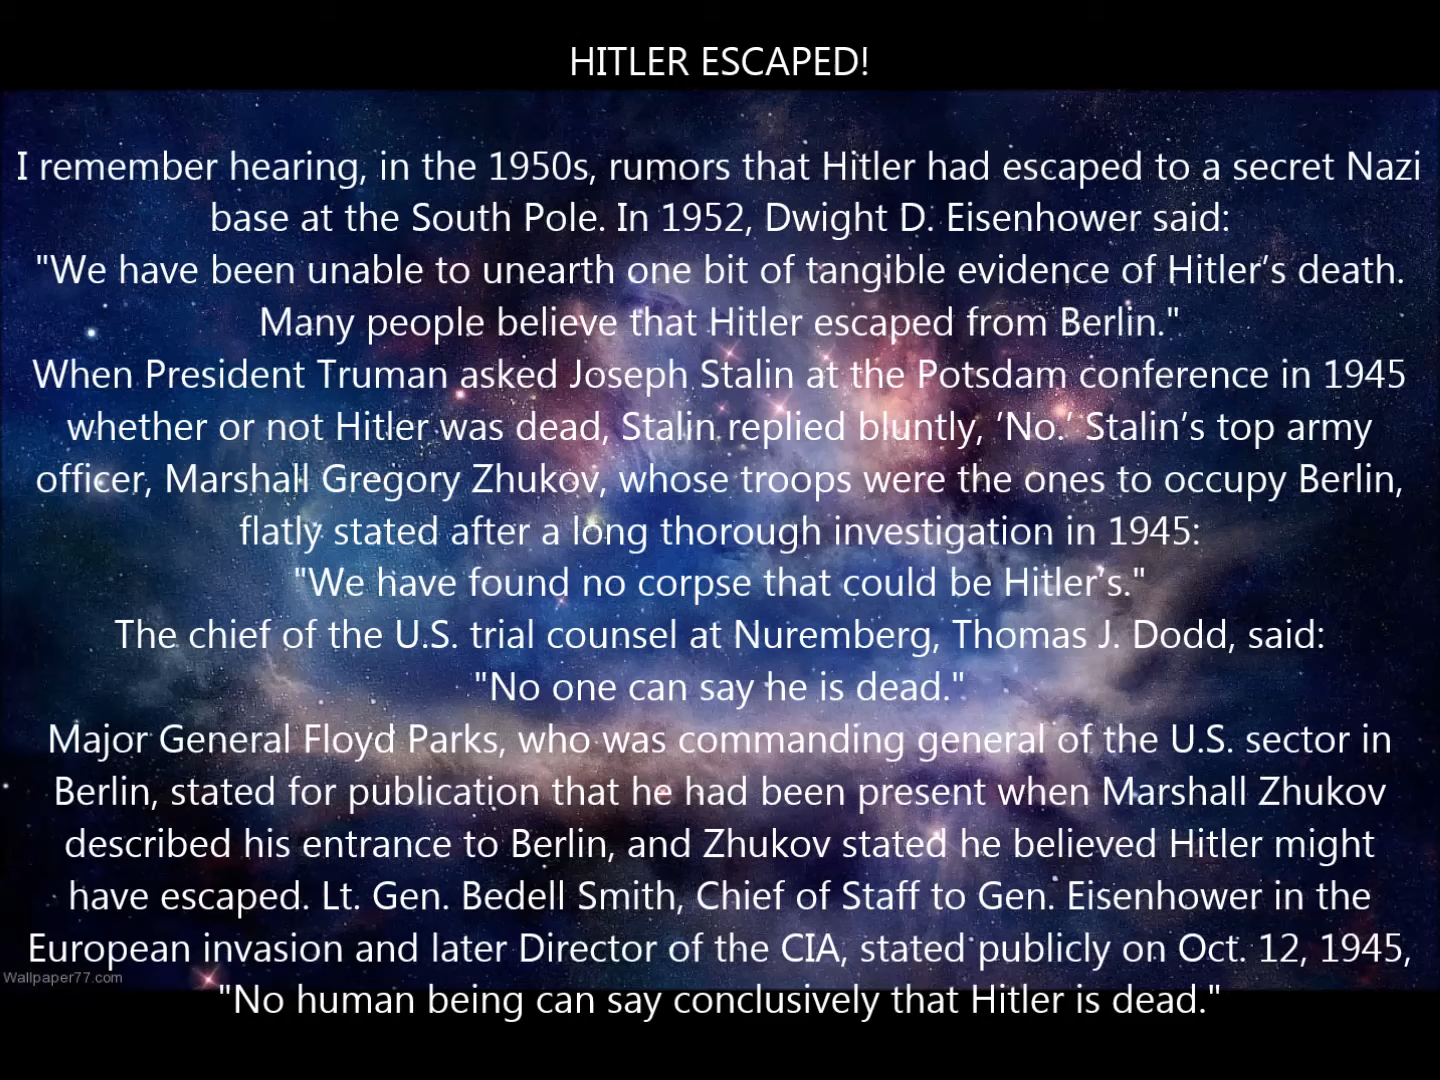 HITLER ESCAPED!
I remember hearing, in the 1950s, rumors that Hitler had escaped to a secret Nazi
base at the South Pole. In 1952, Dwight D. Eisenhower said:
"We have been unable to unearth one bit of tangible evidence of Hitler’s death.
Many people believe that Hitler escaped from Berlin."
When President Truman asked Joseph Stalin at the Potsdam conference in 1945
whether or not Hitler was dead, Stalin replied bluntly, ’No.’ Stalin’s top army
officer, Marshall Gregory Zhukov, whose troops were the ones to occupy Berlin,
flatly stated after a long thorough investigation in 1945:
"We have found no corpse that could be Hitler’s."
The chief of the U.S. trial counsel at Nuremberg, Thomas J. Dodd, said:
"No one can say he is dead."
Major General Floyd Parks, who was commanding general of the U.S. sector in
Berlin, stated for publication that he had been present when Marshall Zhukov
described his entrance to Berlin, and Zhukov stated he believed Hitler might
have escaped. Lt. Gen. Bedell Smith, Chief of Staff to Gen. Eisenhower in the
European invasion and later Director of the CIA, stated publicly on Oct. 12, 1945,
Wallpaper77.com
"No human being can say conclusively that Hitler is dead."